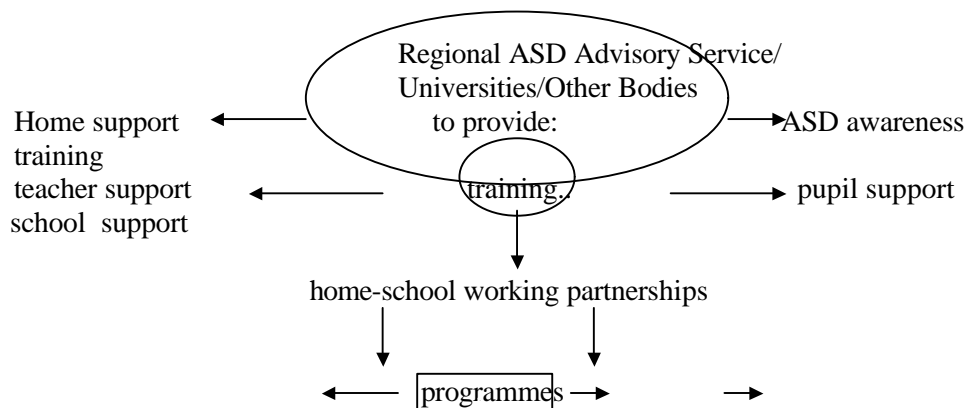 Regional ASD Advisory Service/
Universities/Other Bodies
to provide:
Home support
training
ASD awareness
teacher support
school support
training..
pupil support
home-school working partnerships
programmes